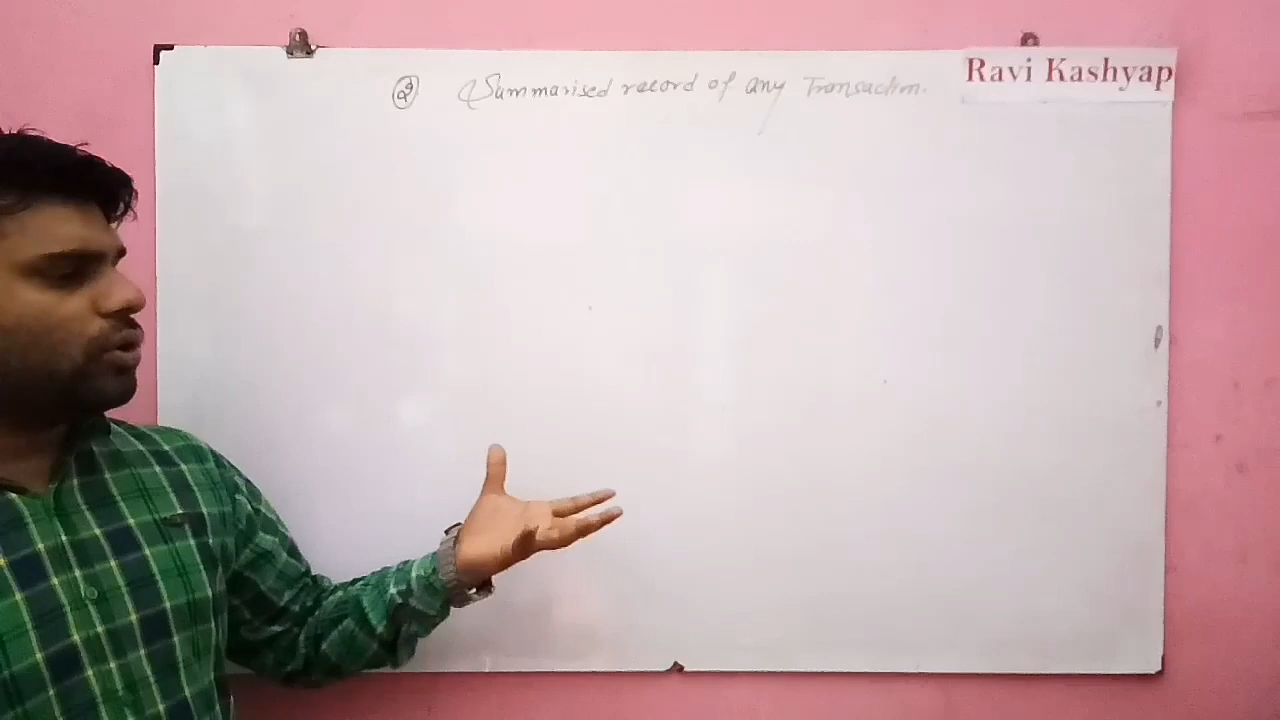 ② Summarised record of any Transaction.
Ravi Kashyap